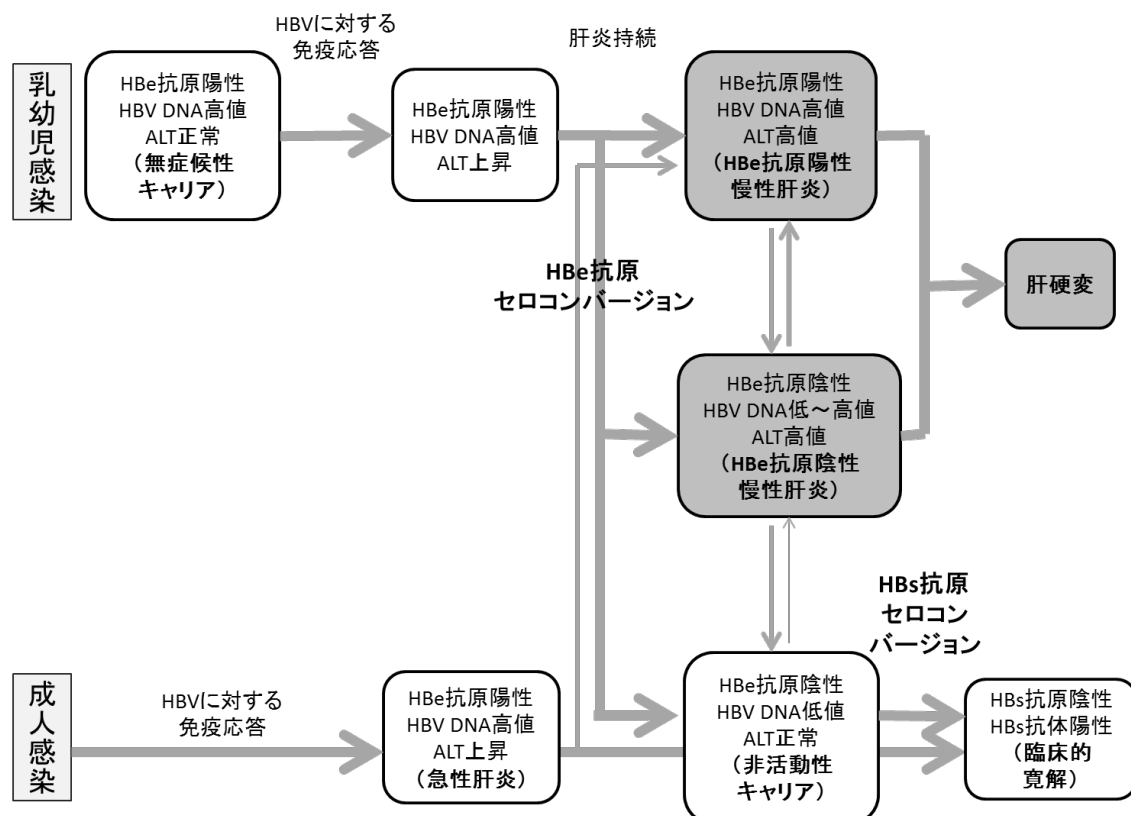 HBVに対する
免疫応答
肝炎持続
乳幼児感染
HBe抗原陽性
HBV DNA高値
ALT正常
（無症候性
キャリア）
HBe抗原陽性
HBV DNA高値
ALT上昇
HBe抗原陽性
HBV DNA高値
ALT高値
（HBe抗原陽性
慢性肝炎）
HBe抗原
セロコンバージョン
肝硬変
HBe抗原陰性
HBV DNA低～高値
ALT高値
（HBe抗原陰性
慢性肝炎）
HBs抗原
セロコン
バージョン
成人感染
HBVに対する
免疫応答
HBe抗原陽性
HBV DNA高値
ALT上昇
（急性肝炎）
HBe抗原陰性
HBV DNA低値
ALT正常
（非活動性
キャリア）
HBs抗原陰性
HBs抗体陽性
（臨床的
寛解）